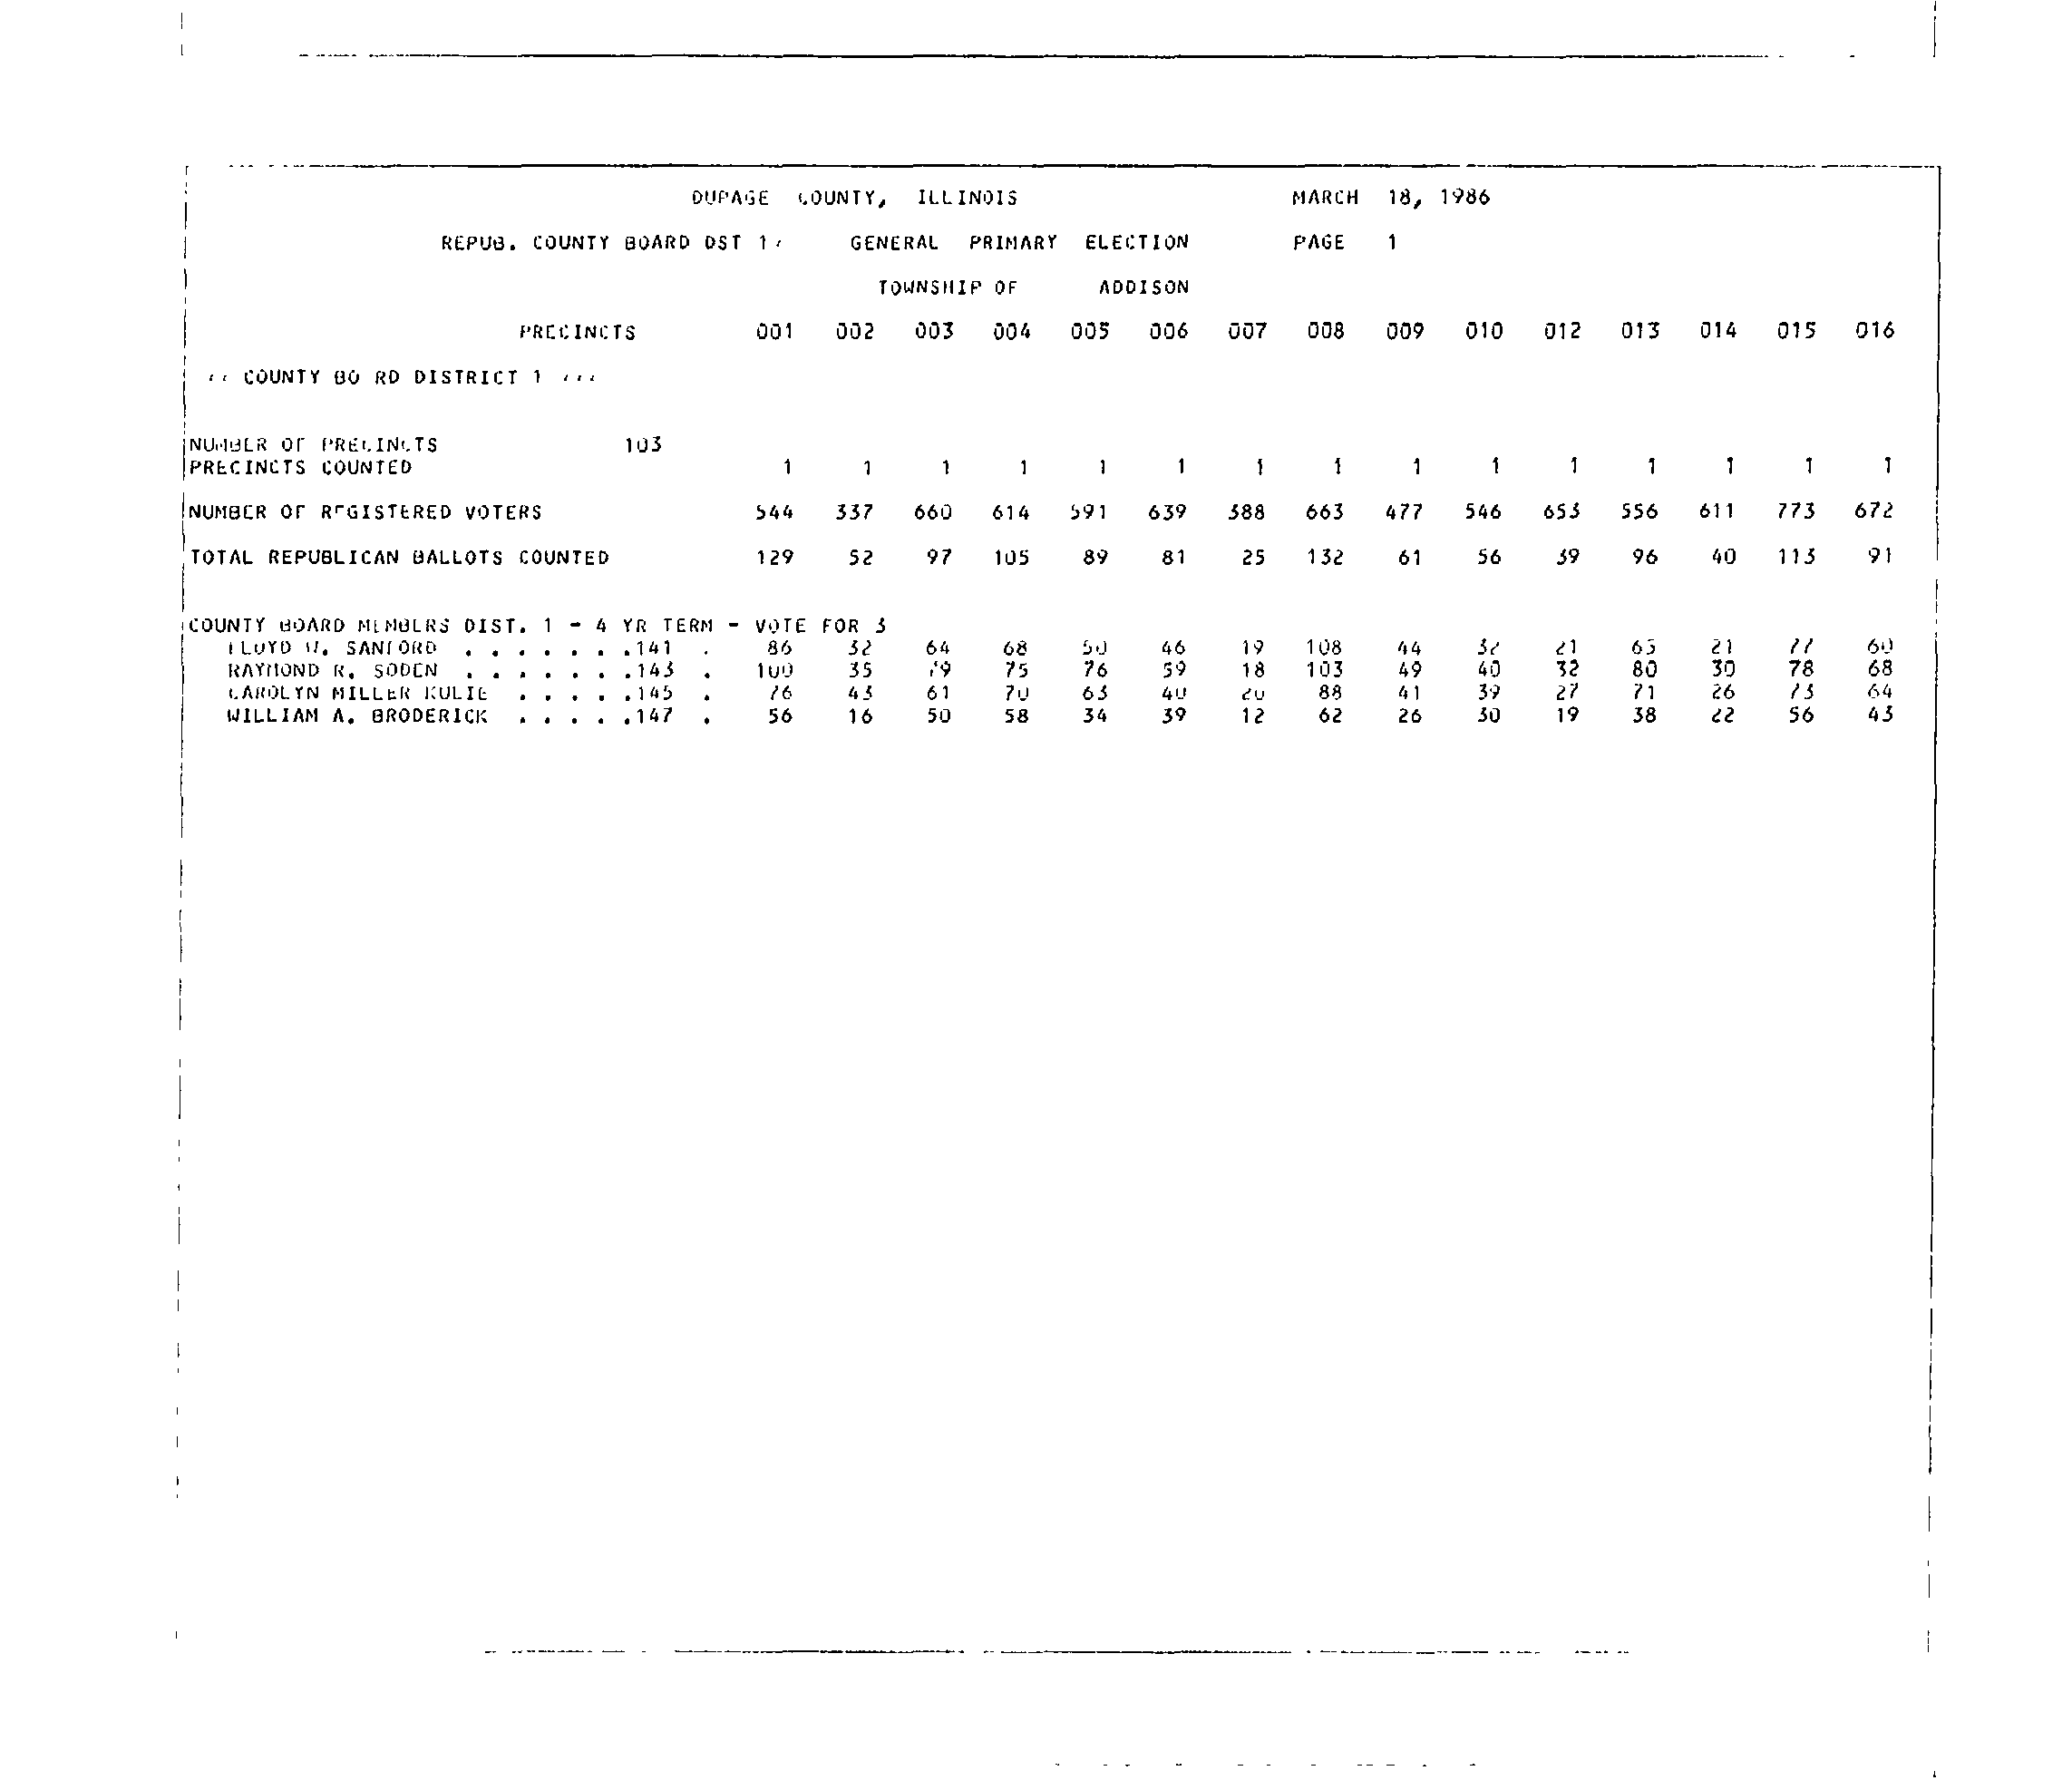 DUPAGE COUNTY, ILLINOIS MARCH 18, 1986
REPUB. COUNTY BOARD DST 1 GENERAL PRIMARY ELECTION PAGE 1
TOWNSHIP OF ADDISON
PRECINCTS 001 002 003 004 005 006 007 008 009 010 012 013 014 015 016
COUNTY BO RD DISTRICT 1
NUMBER OF PRECINCTS 103
PRECINCTS COUNTED 1 1 1 1 1 1 1 1 1 1 1 1 1 1 1
NUMBER OF REGISTERED VOTERS 544 337 660 614 591 639 388 663 477 546 653 556 611 773 672
TOTAL REPUBLICAN BALLOTS COUNTED 129 52 97 105 89 81 25 132 61 56 39 96 40 113 91
COUNTY BOARD MEMBERS DIST. 1 - 4 YR TERM - VOTE FOR 3
SANFORD . . . . . . .141 . 86 32 64 68 50 46 19 108 44 32 21 65 21 77 60
RAYMOND R. SODEN . . . . . . .143 . 100 35 79 75 76 59 18 103 49 40 32 80 30 78 68
CAROLYN MILLER KULIE . . . . .145 . 76 43 61 70 63 40 20 88 41 39 27 71 26 73 64
WILLIAM A. BRODERICK . . . . .147 . 56 16 50 58 34 39 12 62 26 30 19 38 22 56 43